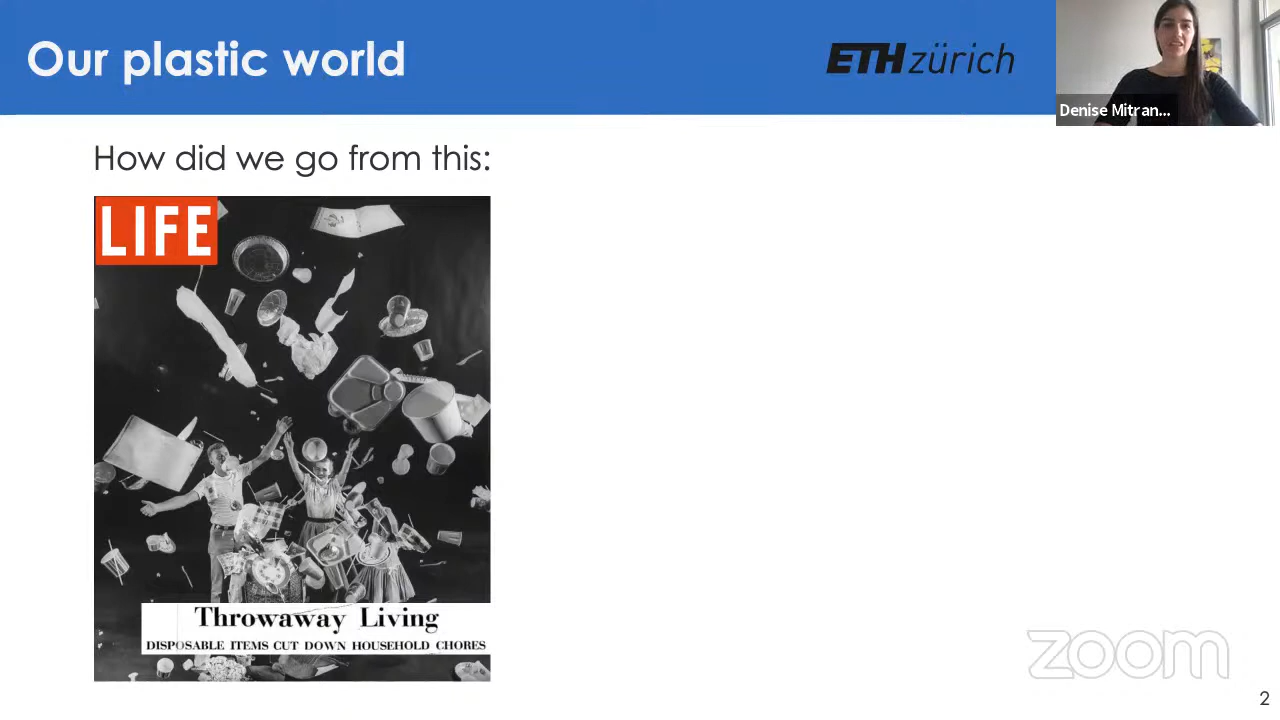 Our plastic world
ETH zürich
Denise Mitran...
How did we go from this:
LIFE
Throwaway Living
DISPOSABLE ITEMS CUT DOWN HOUSEHOLD CHORES
zoom
2